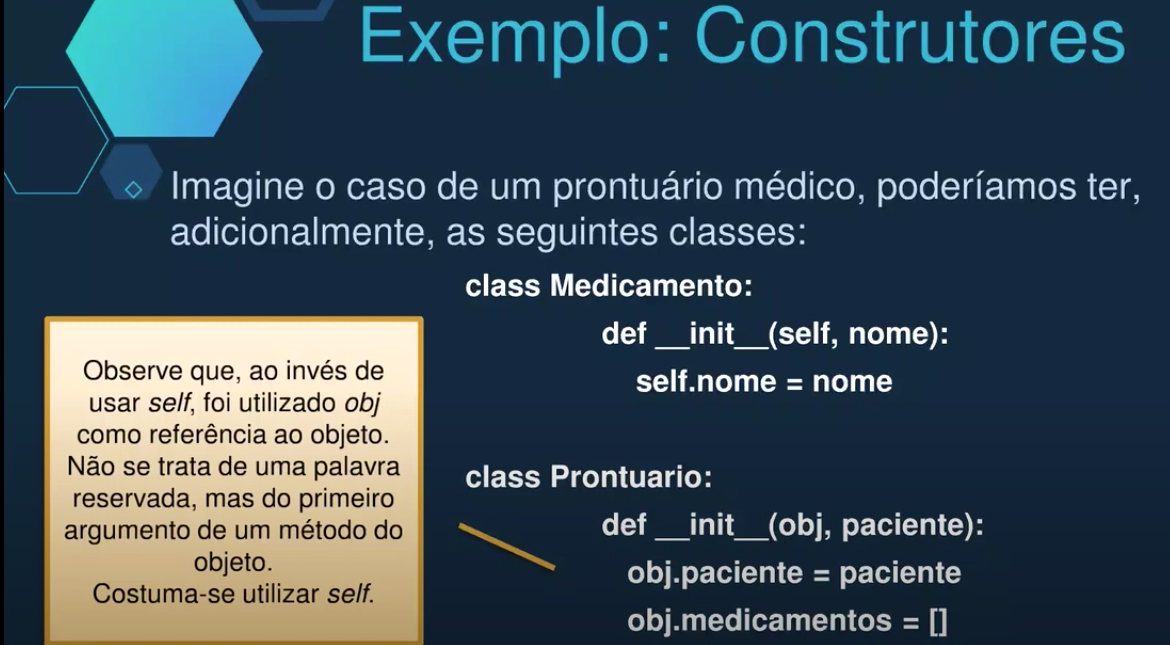 Exemplo: Construtores
Imagine o caso de um prontuário médico, poderíamos ter,
adicionalmente, as seguintes classes:
class Medicamento:
def __init__(self, nome):
self.nome = nome
Observe que, ao invés de
usar self, foi utilizado obj
como referência ao objeto.
Não se trata de uma palavra
reservada, mas do primeiro
argumento de um método do
objeto.
Costuma-se utilizar self.
class Prontuario:
def __init__(obj, paciente):
obj.paciente = paciente
obj.medicamentos = []